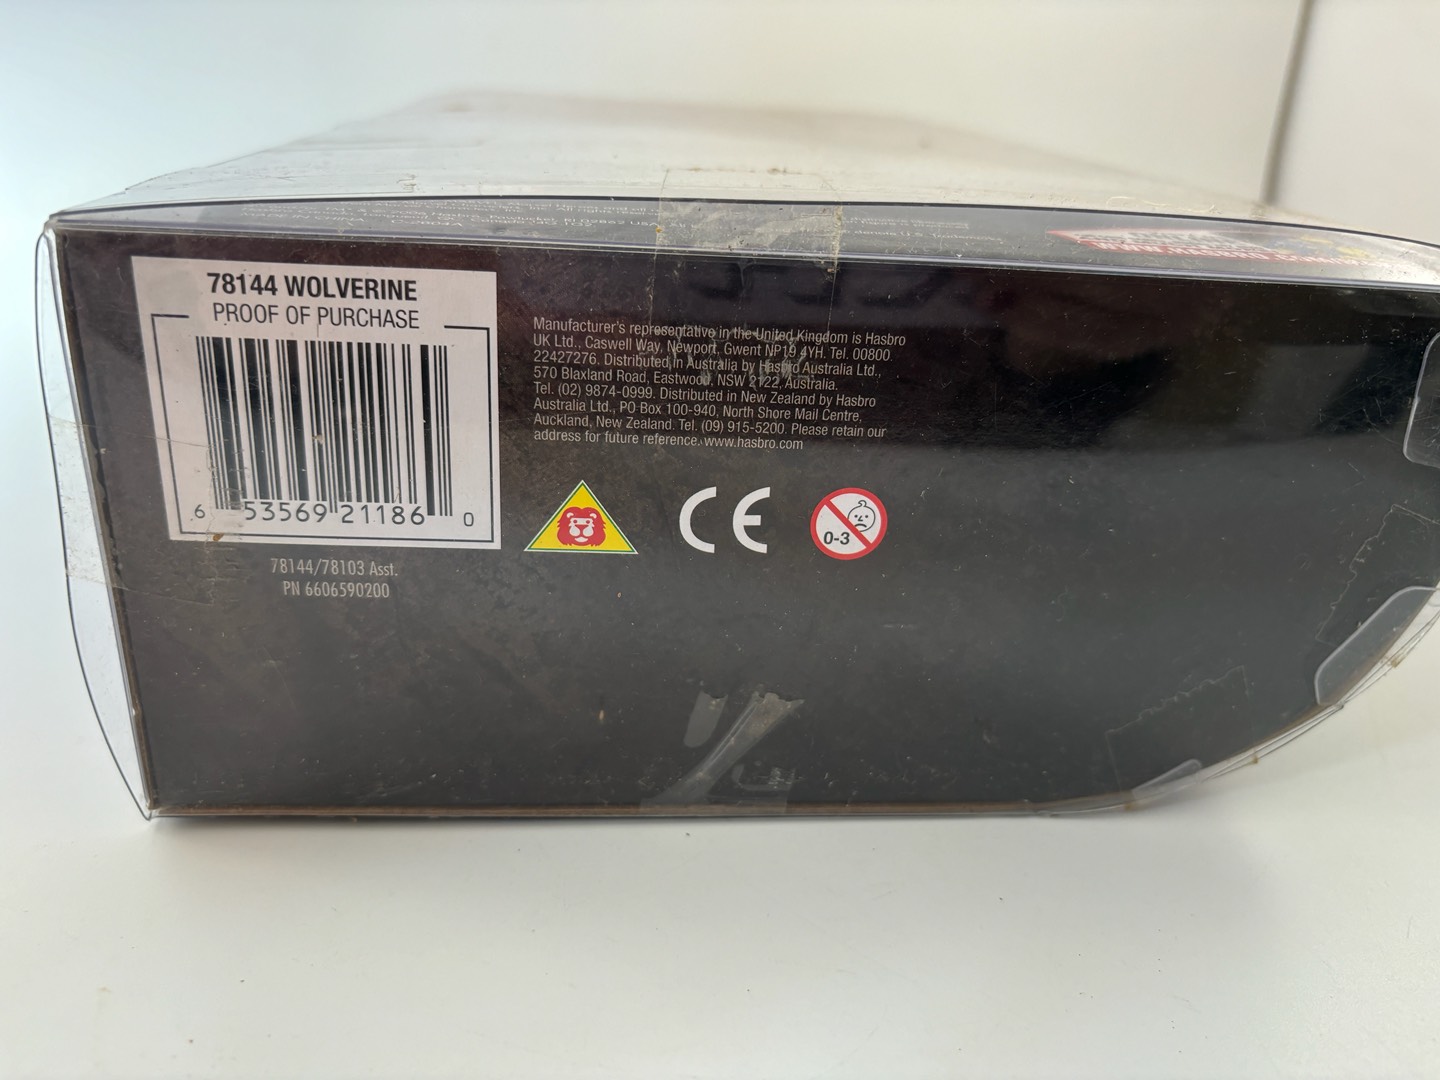 78144 WOLVERINE
PROOF OF PURCHASE
6 53569 21186 0
78144/78103 Asst.
PN 6606590200
Manufacturer's representative in the United Kingdom is Hasbro
UK Ltd., Caswell Way, Newport, Gwent NP19 4YH. Tel. 00800
22427276. Distributed in Australia by Hasbro Australia Ltd.,
570 Blaxland Road, Eastwood, NSW 2122, Australia.
Tel. (02) 9874-0999. Distributed in New Zealand by Hasbro
Australia Ltd., PO Box 100-940, North Shore Mail Centre,
Auckland, New Zealand. Tel. (09) 915-5200. Please retain our
address for future reference. www.hasbro.com
CE
0-3